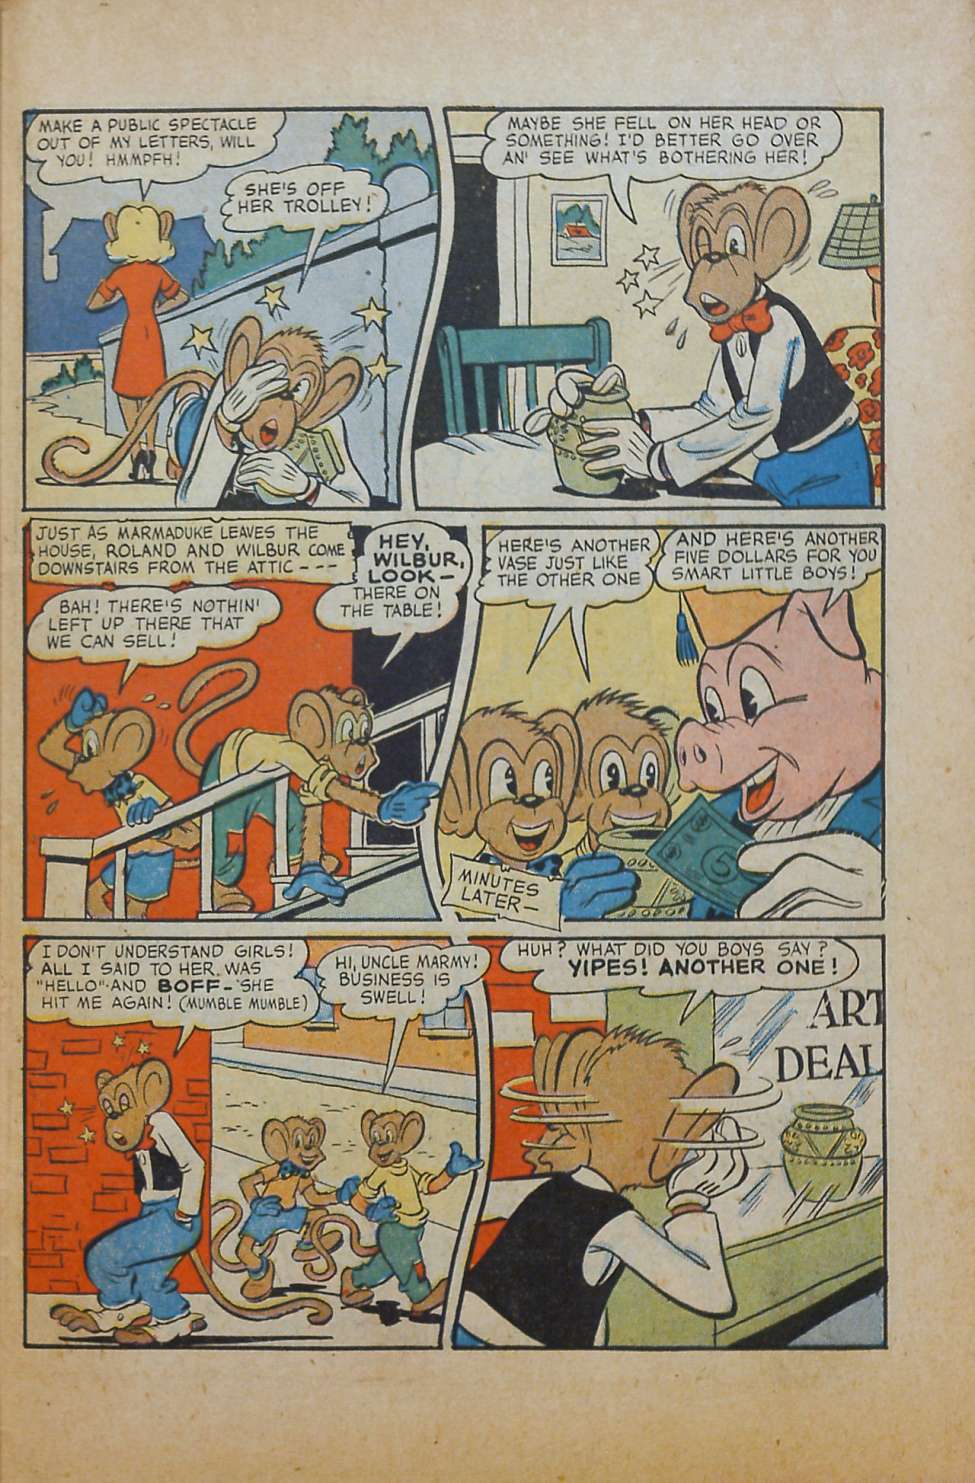 MAKE A PUBLIC SPECTACLE
OUT OF MY LETTERS, WILL
YOU! HMMPFH!
SHE'S OFF
HER TROLLEY!
MAYBE SHE FELL ON HER HEAD OR
SOMETHING! I'D BETTER GO OVER
AN' SEE WHAT'S BOTHERING HER!
JUST AS MARMADUKE LEAVES THE
HOUSE, ROLAND AND WILBUR COME
DOWNSTAIRS FROM THE ATTIC ---
BAH! THERE'S NOTHIN'
LEFT UP THERE THAT
WE CAN SELL!
HEY,
WILBUR,
LOOK—
THERE ON
THE TABLE!
HERE'S ANOTHER
VASE JUST LIKE
THE OTHER ONE
AND HERE'S ANOTHER
FIVE DOLLARS FOR YOU
SMART LITTLE BOYS!
5
MINUTES
LATER—
I DON'T UNDERSTAND GIRLS!
ALL I SAID TO HER WAS
"HELLO"-AND BOFF—SHE
HIT ME AGAIN! (MUMBLE MUMBLE)
HI, UNCLE MARMY!
BUSINESS IS
SWELL!
HUH? WHAT DID YOU BOYS SAY?
YIPES! ANOTHER ONE!
ART
DEAL